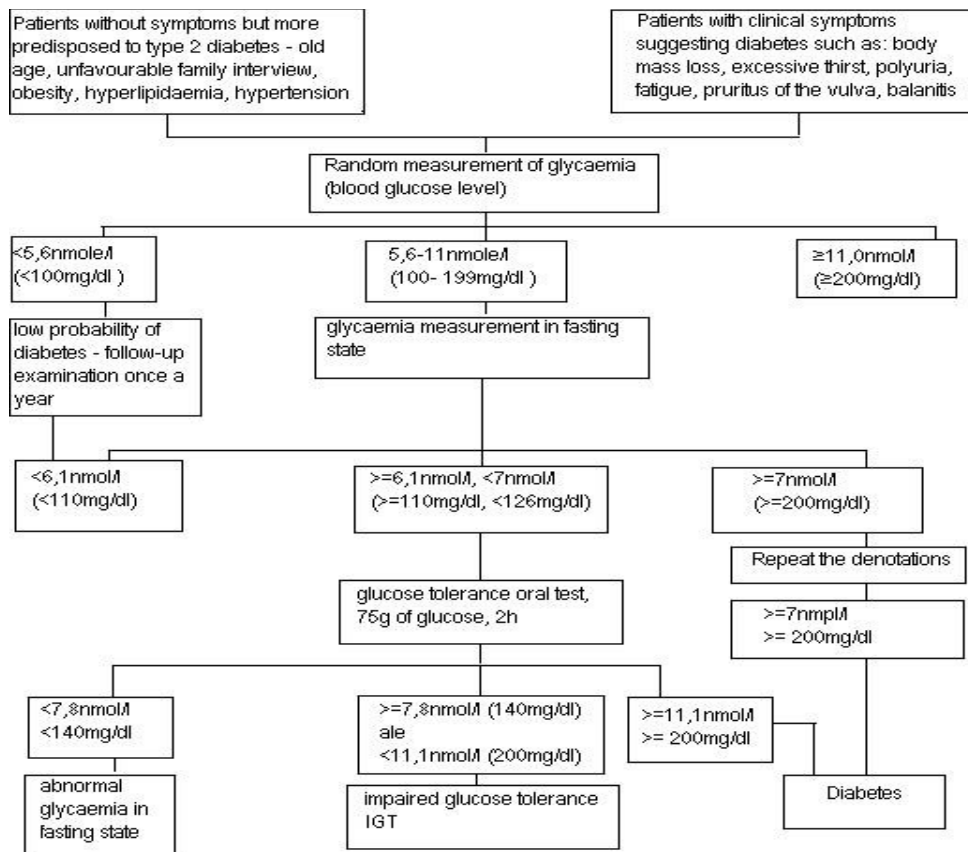 Patients without symptoms but more
predisposed to type 2 diabetes - old
age, unfavourable family interview,
obesity, hyperlipidaemia, hypertension
Patients with clinical symptoms
suggesting diabetes such as: body
mass loss, excessive thirst, polyuria,
fatigue, pruritus of the vulva, balanitis
Random measurement of glycaemia
(blood glucose level)
<5,6nmole/l
(<100mg/dl )
5,6-11nmole/l
(100- 199mg/dl )
≥11,0nmol/l
(≥200mg/dl)
low probability of
diabetes - follow-up
examination once a
year
glycaemia measurement in fasting
state
<6,1nmol/l
(<110mg/dl)
>=6,1nmol/l, <7nmol/l
(>=110mg/dl, <126mg/dl)
>=7nmol/l
(>=200mg/dl)
Repeat the denotations
>=7nmpl/l
>= 200mg/dl
glucose tolerance oral test,
75g of glucose, 2h
<7,8nmol/l
<140mg/dl
>=7,8nmol/l (140mg/dl)
ale
<11,1nmol/l (200mg/dl)
>=11,1nmol/l
>= 200mg/dl
abnormal
glycaemia in
fasting state
impaired glucose tolerance
IGT
Diabetes